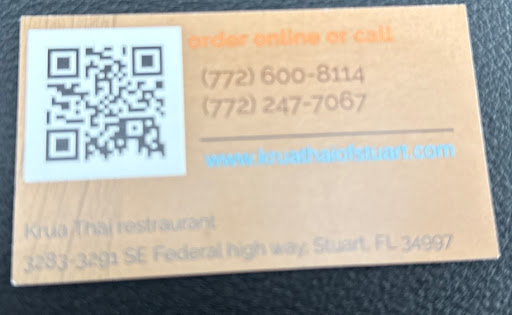 order online or call
(772) 600-8114
(772) 247-7067
www.kruathaiofstuart.com
Krua Thai restraurant
3283-3291 SE Federal high way, Stuart, FL 34997